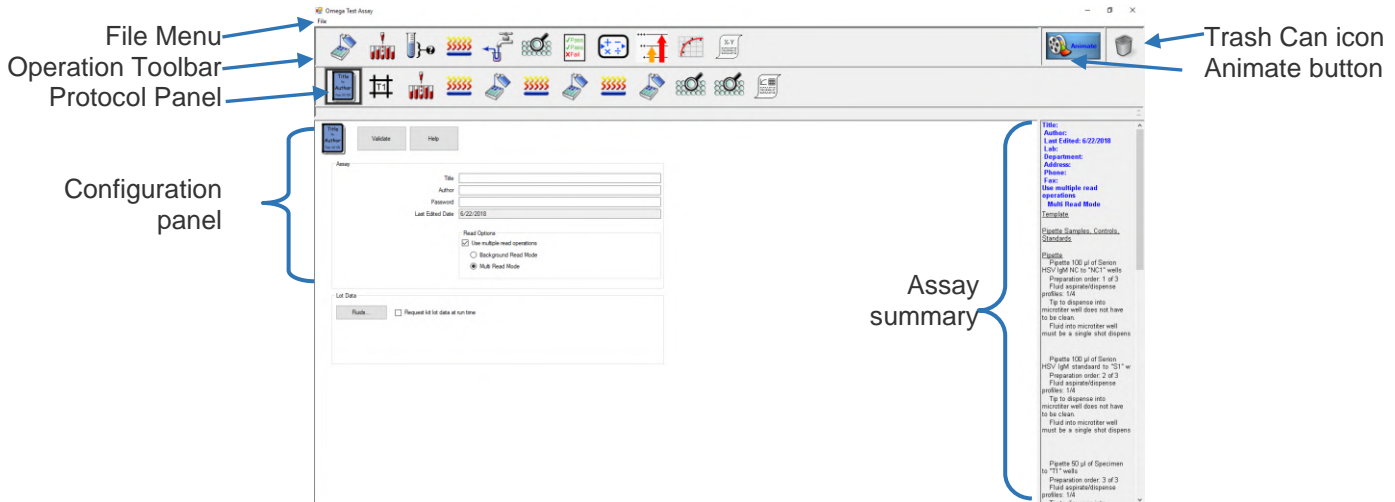 Omega Test Assay
File
File Menu
Operation Toolbar
Protocol Panel
Trash Can icon
Animate button
Animate
Configuration
panel
Assay
summary
Title
Author
T1
√Pass
√Pass
XFail
X-Y
Validate
Help
Assay
Title
Author
Password
Last Edited Date
6/22/2018
Read Options
Use multiple read operations
Background Read Mode
Multi Read Mode
Lot Data
Request kit lot data at run time
Title:
Author:
Last Edited: 6/22/2018
Lab:
Department:
Address:
Phone:
Fax:
Use multiple read
operations
Multi Read Mode
Template
Pipette Samples, Controls,
Standards
Pipette
Pipette 100 µl of Serion
HSV IgM NC to "NC1" wells
Preparation order: 1 of 3
Fluid aspirate/dispense
profiles: 1/4
Tip to dispense into
microtiter well does not have
to be clean.
Fluid into microtiter well
must be a single shot dispens
Pipette 100 µl of Serion
HSV IgM standaard to "S1" w
Preparation order: 2 of 3
Fluid aspirate/dispense
profiles: 1/4
Tip to dispense into
microtiter well does not have
to be clean.
Fluid into microtiter well
must be a single shot dispens
Pipette 50 µl of Specimen
to "T1" wells
Preparation order: 3 of 3
Fluid aspirate/dispense
profiles: 1/4